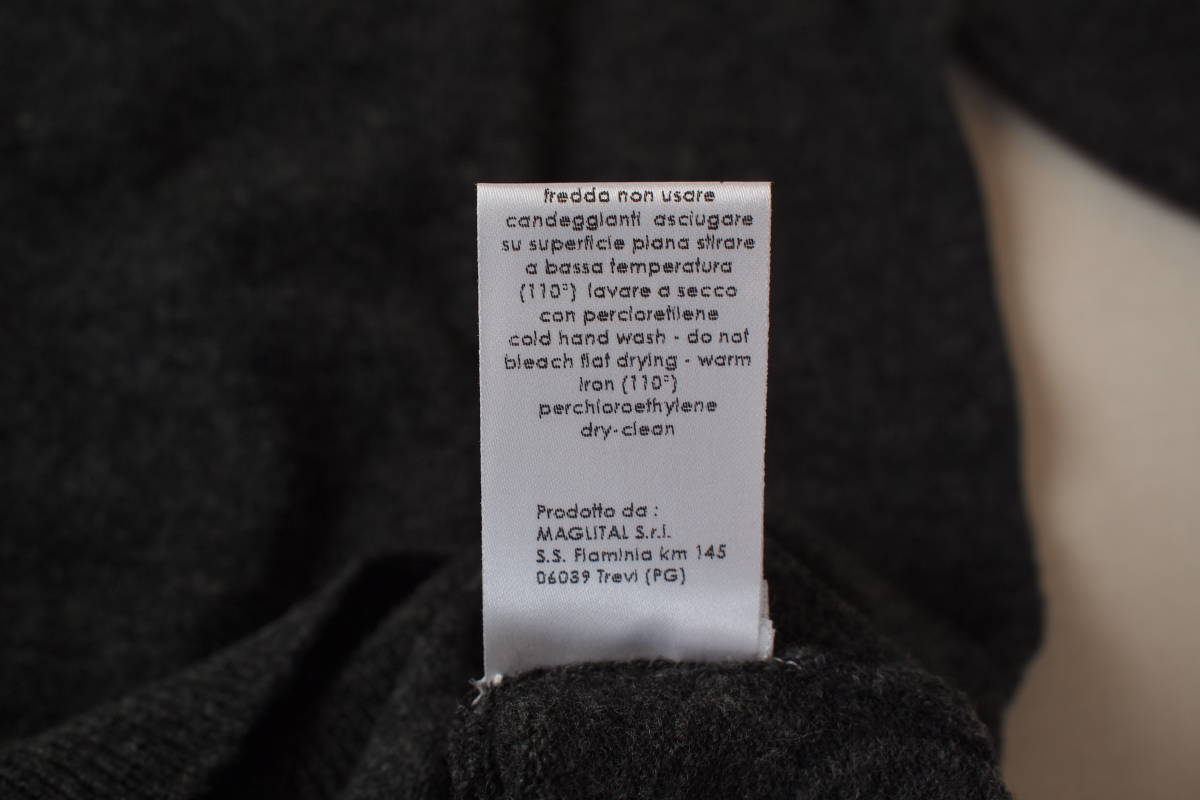 fredda non usare
candeggianti asciugare
su superficie piana stirare
a bassa temperatura
(110°) lavare a secco
con percloretilene
cold hand wash - do not
bleach flat drying - warm
iron (110°)
perchloroethylene
dry-clean
Prodotto da :
MAGLITAL S.r.l.
S.S. Flaminia km 145
06039 Trevi (PG)